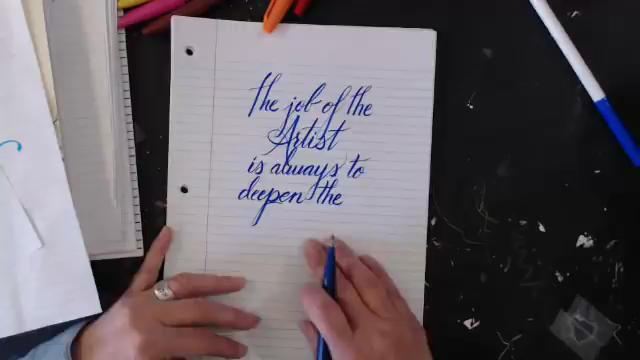 the job of the
Artist
is always to
deepen the